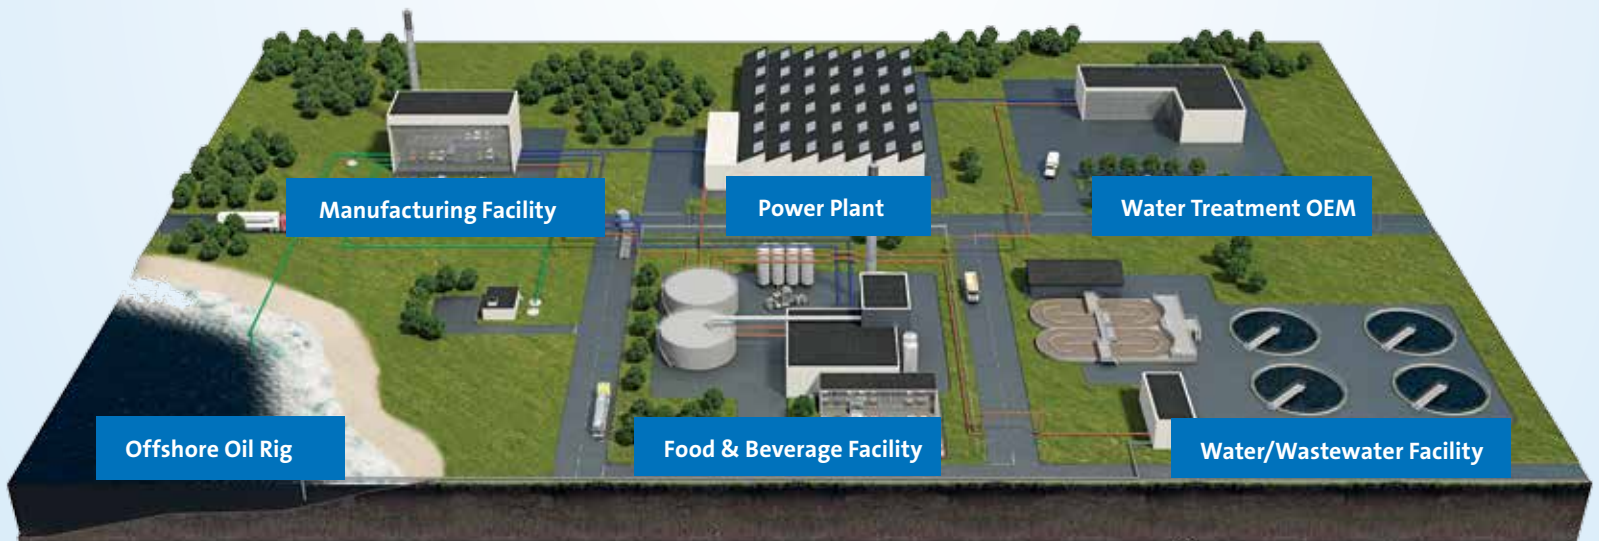 Manufacturing Facility
Power Plant
Water Treatment OEM
Offshore Oil Rig
Food & Beverage Facility
Water/Wastewater Facility